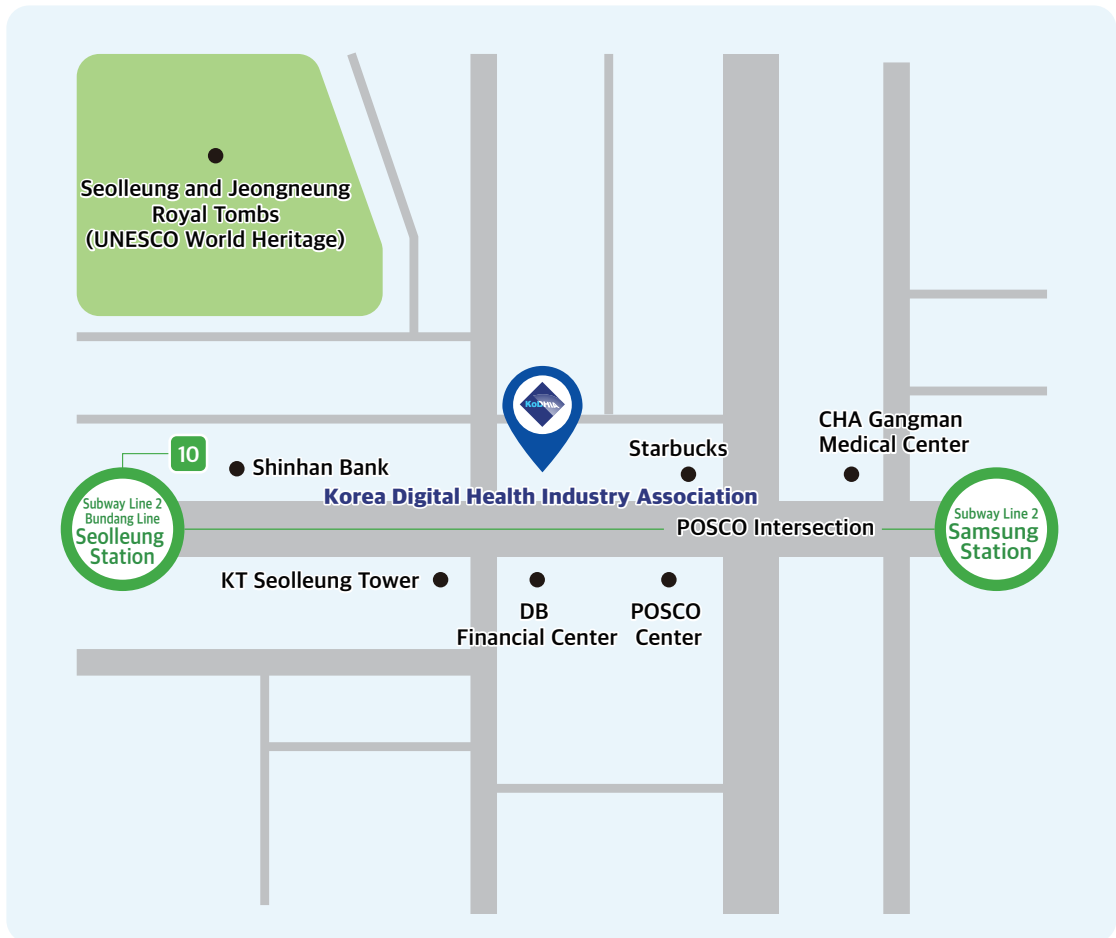 Seolleung and Jeongneung
Royal Tombs
(UNESCO World Heritage)
KoDHIA
CHA Gangman
Medical Center
Starbucks
10
Shinhan Bank
Korea Digital Health Industry Association
Subway Line 2
Bundang Line
Seolleung
Station
POSCO Intersection
Subway Line 2
Samsung
Station
KT Seolleung Tower
DB
Financial Center
POSCO
Center